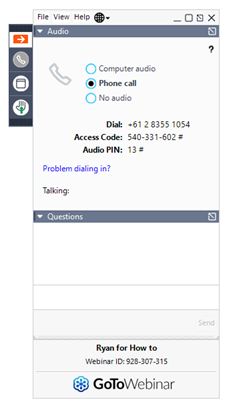 File View Help
Audio
?
Computer audio
Phone call
No audio
Dial: +61 2 8355 1054
Access Code: 540-331-602 #
Audio PIN: 13 #
Problem dialing in?
Talking:
Questions
Send
Ryan for How to
Webinar ID: 928-307-315
GoToWebinar